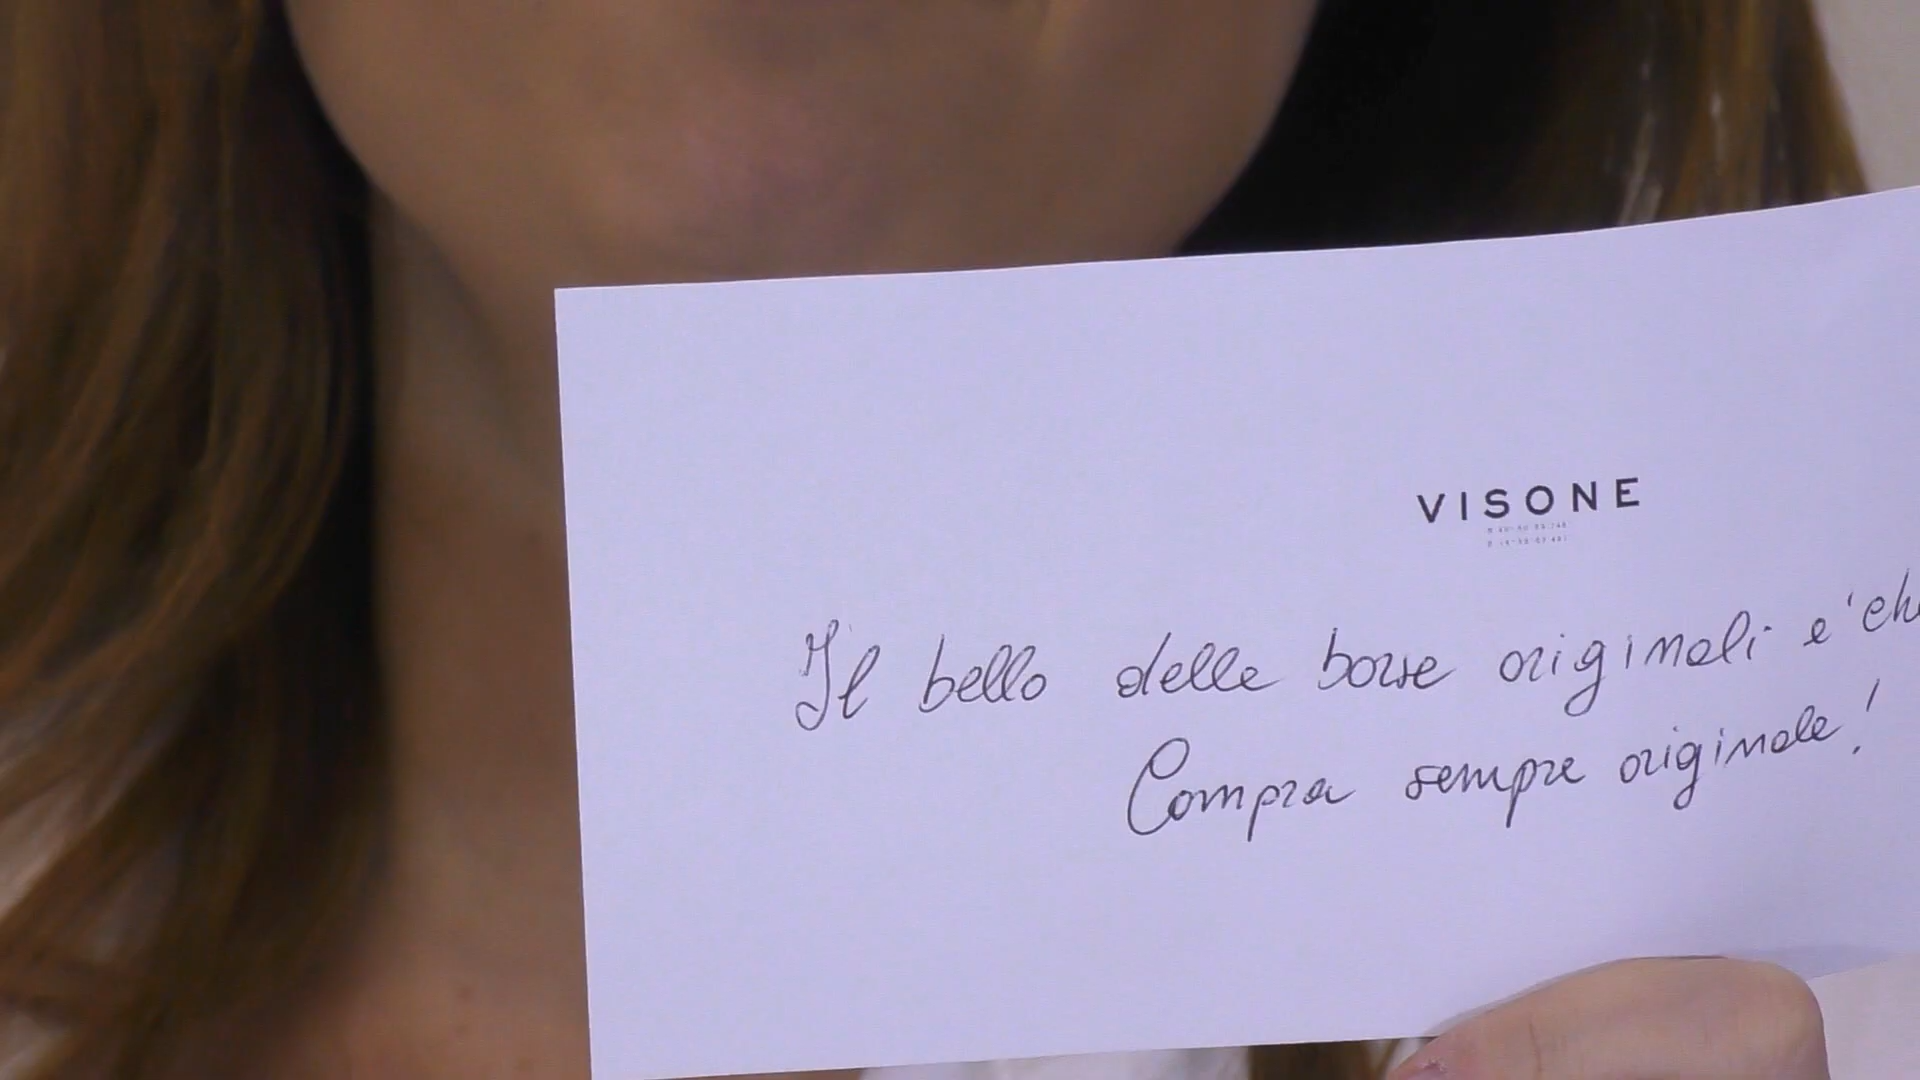 VISONE
Il bello delle borse originali e' ch
Compra sempre originale!